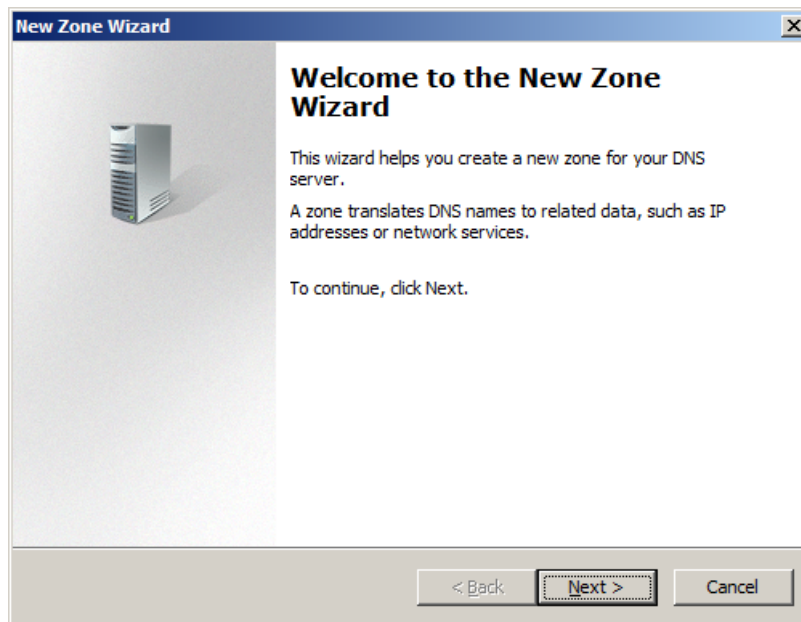 New Zone Wizard
Welcome to the New Zone
Wizard
This wizard helps you create a new zone for your DNS
server.
A zone translates DNS names to related data, such as IP
addresses or network services.
To continue, click Next.
< Back
Next >
Cancel